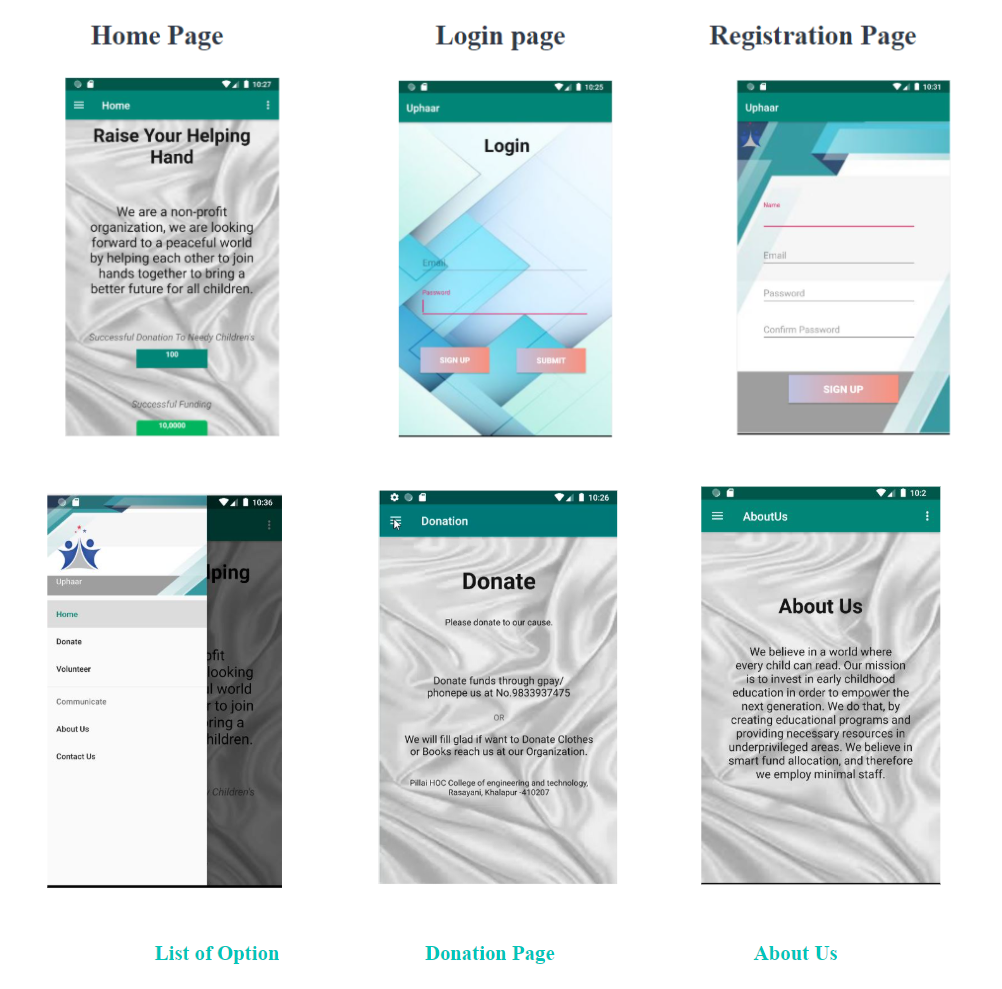 Home Page
Login page
Registration Page
10:27
Home
Raise Your Helping
Hand
We are a non-profit
organization, we are looking
forward to a peaceful world
by helping each other to join
hands together to bring a
better future for all children.
Successful Donation To Needy Children's
100
Successful Funding
10,0000
10:25
Uphaar
Login
Email
Password
SIGN UP
SUBMIT
10:31
Uphaar
Name
Email
Password
Confirm Password
SIGN UP
10:36
Uphaar
Home
Donate
Volunteer
Communicate
About Us
Contact Us
lping
ofit
looking
l world
r to join
oring a
hildren.
y Children's
10:26
Donation
Donate
Please donate to our cause.
Donate funds through gpay/
phonepe us at No.9833937475
OR
We will fill glad if want to Donate Clothes
or Books reach us at our Organization.
Pillai HOC College of engineering and technology,
Rasayani, Khalapur -410207
10:2
AboutUs
About Us
We believe in a world where
every child can read. Our mission
is to invest in early childhood
education in order to empower the
next generation. We do that, by
creating educational programs and
providing necessary resources in
underprivileged areas. We believe in
smart fund allocation, and therefore
we employ minimal staff.
List of Option
Donation Page
About Us